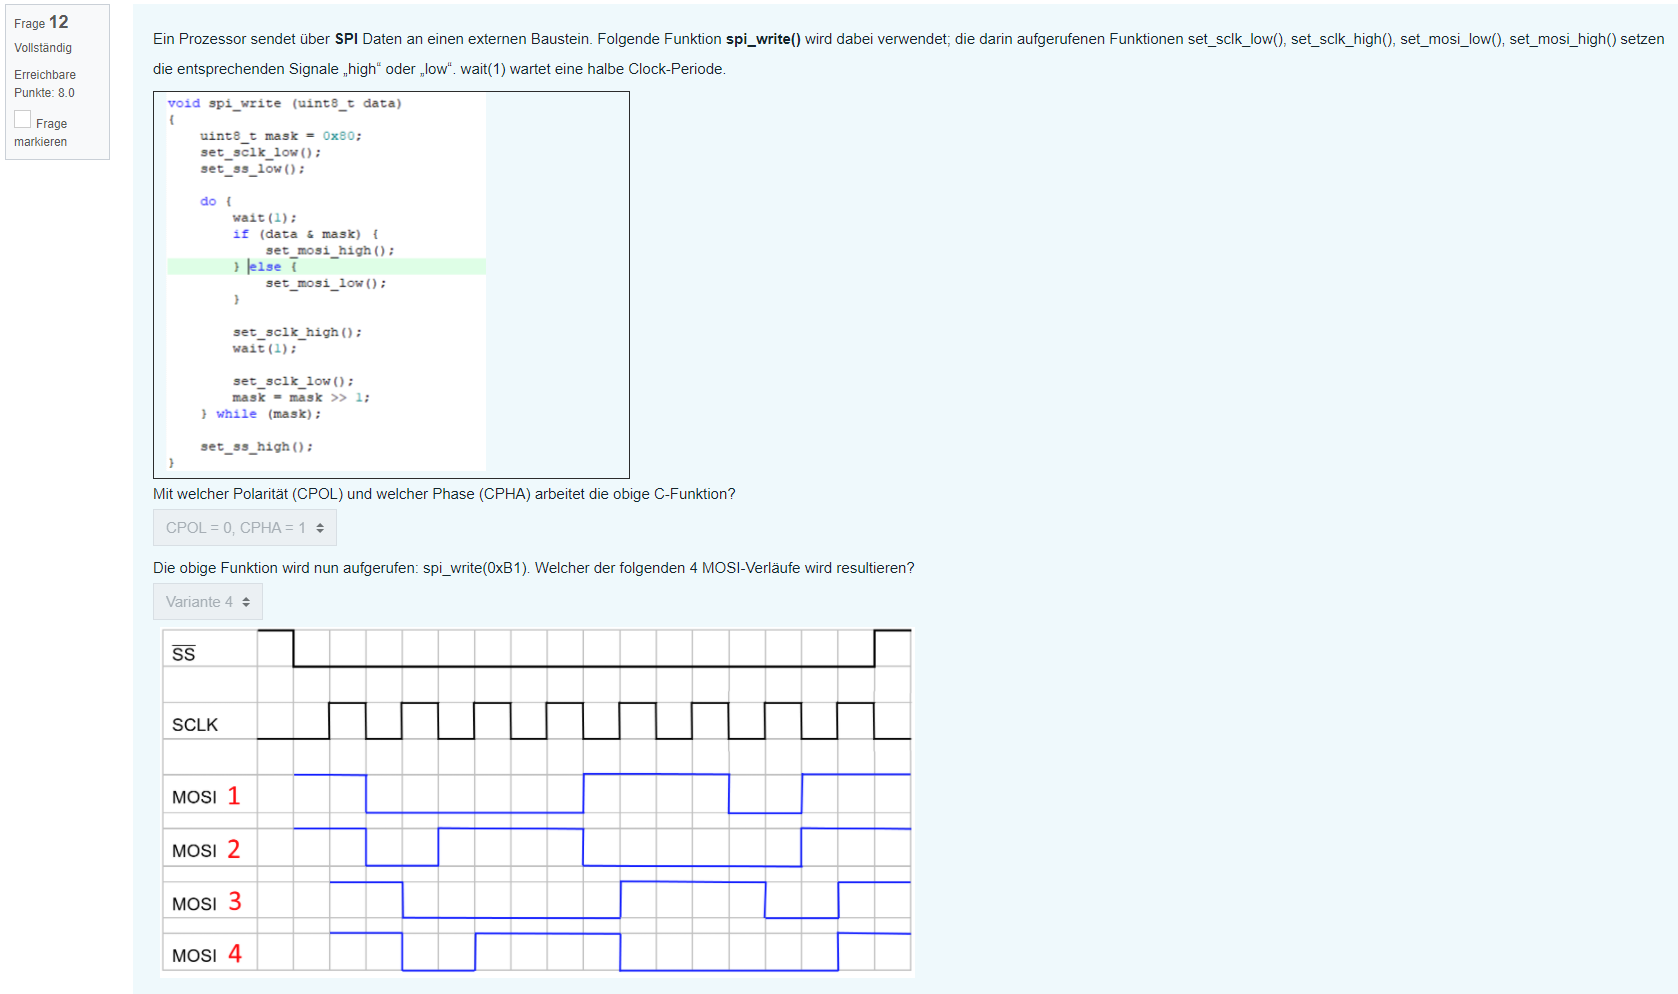 Frage 12
Vollständig
Erreichbare
Punkte: 8.0
Frage
markieren
Ein Prozessor sendet über SPI Daten an einen externen Baustein. Folgende Funktion spi_write() wird dabei verwendet; die darin aufgerufenen Funktionen set_sclk_low(), set_sclk_high(), set_mosi_low(), set_mosi_high() setzen
die entsprechenden Signale „high“ oder „low“. wait(1) wartet eine halbe Clock-Periode.
void spi_write (uint8_t data)
{
    uint8_t mask = 0x80;
    set_sclk_low();
    set_ss_low();
    do {
        wait(1);
        if (data & mask) {
            set_mosi_high();
        } else {
            set_mosi_low();
        }
        set_sclk_high();
        wait(1);
        set_sclk_low();
        mask = mask >> 1;
    } while (mask);
    set_ss_high();
}
Mit welcher Polarität (CPOL) und welcher Phase (CPHA) arbeitet die obige C-Funktion?
CPOL = 0, CPHA = 1
Die obige Funktion wird nun aufgerufen: spi_write(0xB1). Welcher der folgenden 4 MOSI-Verläufe wird resultieren?
Variante 4
SS
SCLK
MOSI 1
MOSI 2
MOSI 3
MOSI 4